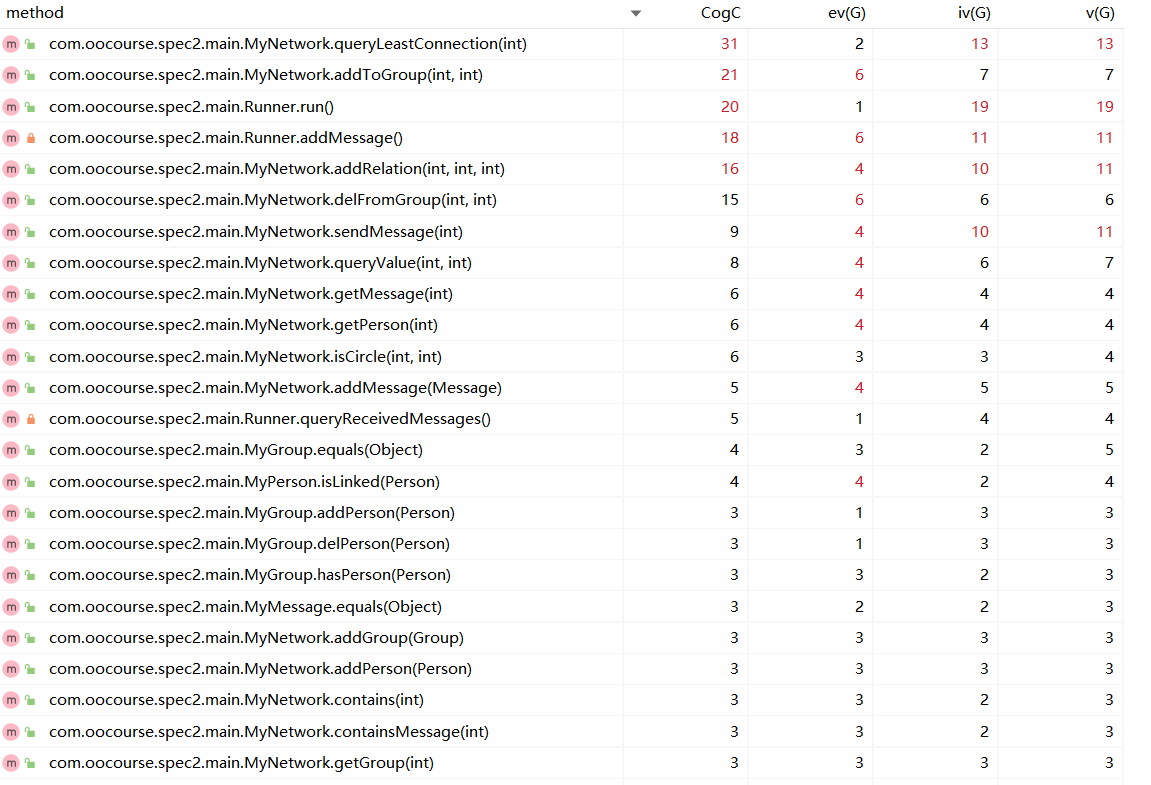 method CogC ev(G) iv(G) v(G)
m com.oocourse.spec2.main.MyNetwork.queryLeastConnection(int) 31 2 13 13
m com.oocourse.spec2.main.MyNetwork.addToGroup(int, int) 21 6 7 7
m com.oocourse.spec2.main.Runner.run() 20 1 19 19
m com.oocourse.spec2.main.Runner.addMessage() 18 6 11 11
m com.oocourse.spec2.main.MyNetwork.addRelation(int, int, int) 16 4 10 11
m com.oocourse.spec2.main.MyNetwork.delFromGroup(int, int) 15 6 6 6
m com.oocourse.spec2.main.MyNetwork.sendMessage(int) 9 4 10 11
m com.oocourse.spec2.main.MyNetwork.queryValue(int, int) 8 4 6 7
m com.oocourse.spec2.main.MyNetwork.getMessage(int) 6 4 4 4
m com.oocourse.spec2.main.MyNetwork.getPerson(int) 6 4 4 4
m com.oocourse.spec2.main.MyNetwork.isCircle(int, int) 6 3 3 4
m com.oocourse.spec2.main.MyNetwork.addMessage(Message) 5 4 5 5
m com.oocourse.spec2.main.Runner.queryReceivedMessages() 5 1 4 4
m com.oocourse.spec2.main.MyGroup.equals(Object) 4 3 2 5
m com.oocourse.spec2.main.MyPerson.isLinked(Person) 4 4 2 4
m com.oocourse.spec2.main.MyGroup.addPerson(Person) 3 1 3 3
m com.oocourse.spec2.main.MyGroup.delPerson(Person) 3 1 3 3
m com.oocourse.spec2.main.MyGroup.hasPerson(Person) 3 3 2 3
m com.oocourse.spec2.main.MyMessage.equals(Object) 3 2 2 3
m com.oocourse.spec2.main.MyNetwork.addGroup(Group) 3 3 3 3
m com.oocourse.spec2.main.MyNetwork.addPerson(Person) 3 3 3 3
m com.oocourse.spec2.main.MyNetwork.contains(int) 3 3 2 3
m com.oocourse.spec2.main.MyNetwork.containsMessage(int) 3 3 2 3
m com.oocourse.spec2.main.MyNetwork.getGroup(int) 3 3 3 3